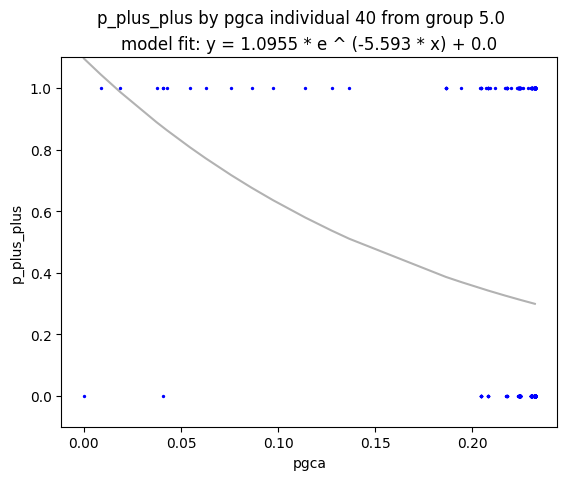 p_plus_plus by pgca individual 40 from group 5.0
model fit: y = 1.0955 * e ^ (-5.593 * x) + 0.0
1.0
0.8
0.6
0.4
0.2
0.0
p_plus_plus
0.00 0.05 0.10 0.15 0.20
pgca